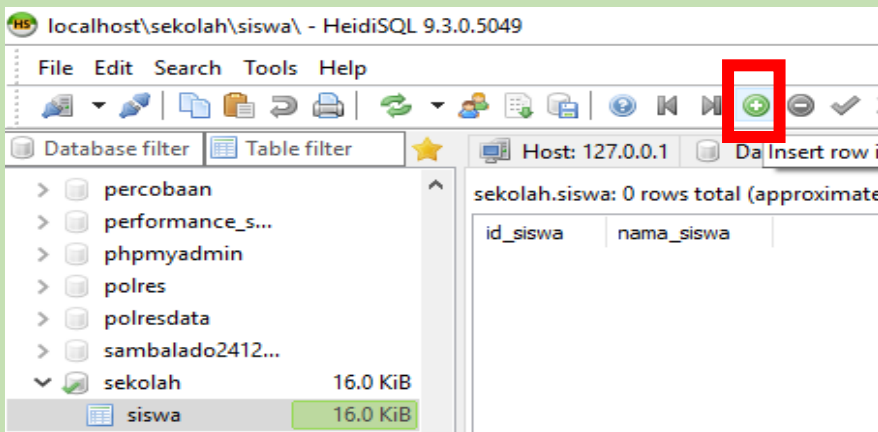 localhost\sekolah\siswa\ - HeidiSQL 9.3.0.5049
File Edit Search Tools Help
Database filter Table filter
Host: 127.0.0.1 Da Insert row i
percobaan
performance_s...
phpmyadmin
polres
polresdata
sambalado2412...
sekolah 16.0 KiB
siswa 16.0 KiB
sekolah.siswa: 0 rows total (approximate
id_siswa nama_siswa